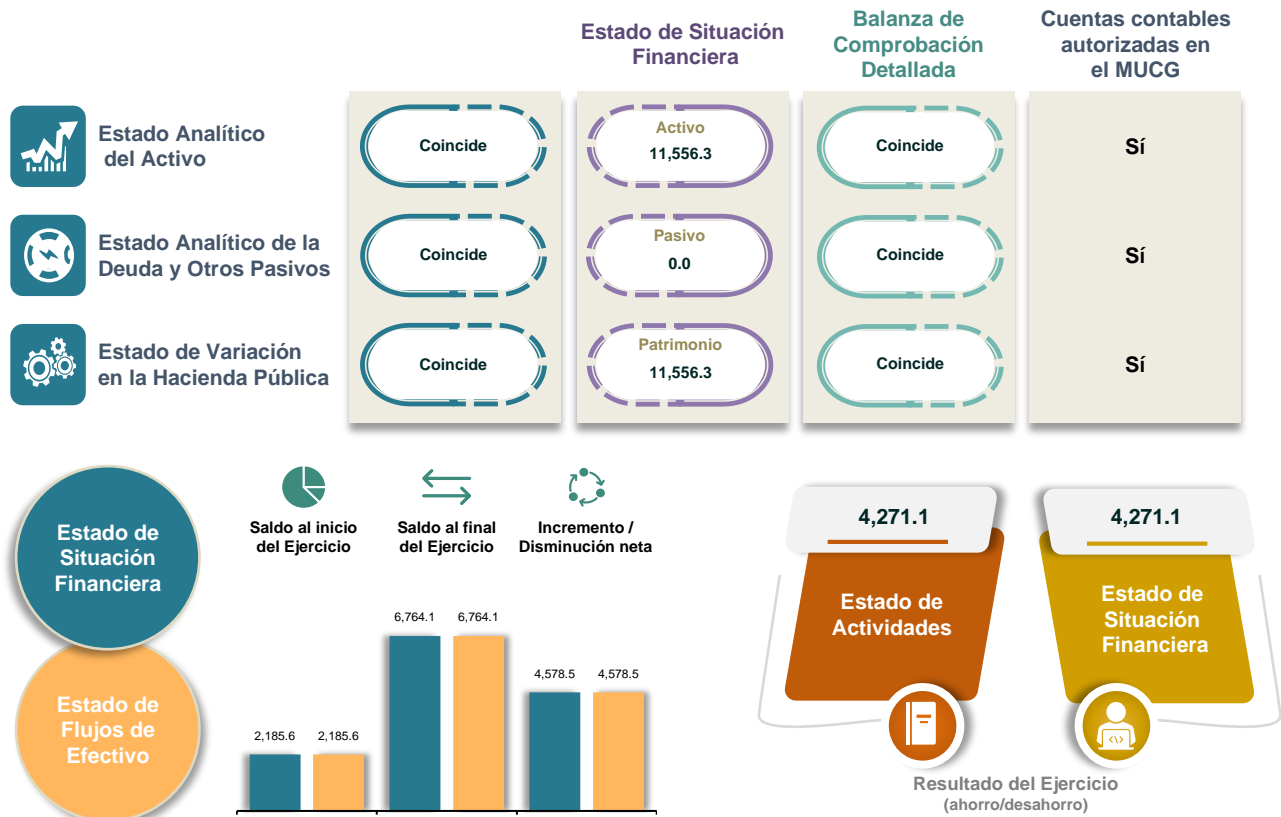 Estado de Situación
Financiera
Balanza de
Comprobación
Detallada
Cuentas contables
autorizadas en
el MUCG
Estado Analítico
del Activo
Coincide
Activo
11,556.3
Coincide
Sí
Estado Analítico de la
Deuda y Otros Pasivos
Coincide
Pasivo
0.0
Coincide
Sí
Estado de Variación
en la Hacienda Pública
Coincide
Patrimonio
11,556.3
Coincide
Sí
Estado de
Situación
Financiera
Estado de
Flujos de
Efectivo
Saldo al inicio
del Ejercicio
Saldo al final
del Ejercicio
Incremento /
Disminución neta
2,185.6
2,185.6
6,764.1
6,764.1
4,578.5
4,578.5
4,271.1
Estado de
Actividades
4,271.1
Estado de
Situación
Financiera
Resultado del Ejercicio
(ahorro/desahorro)